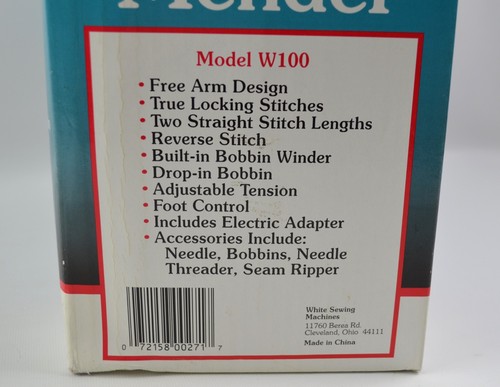 Mender
Model W100
• Free Arm Design
• True Locking Stitches
• Two Straight Stitch Lengths
• Reverse Stitch
• Built-in Bobbin Winder
• Drop-in Bobbin
• Adjustable Tension
• Foot Control
• Includes Electric Adapter
• Accessories Include:
Needle, Bobbins, Needle
Threader, Seam Ripper
White Sewing
Machines
11760 Berea Rd.
Cleveland, Ohio 44111
Made in China
0 72158 00271 7